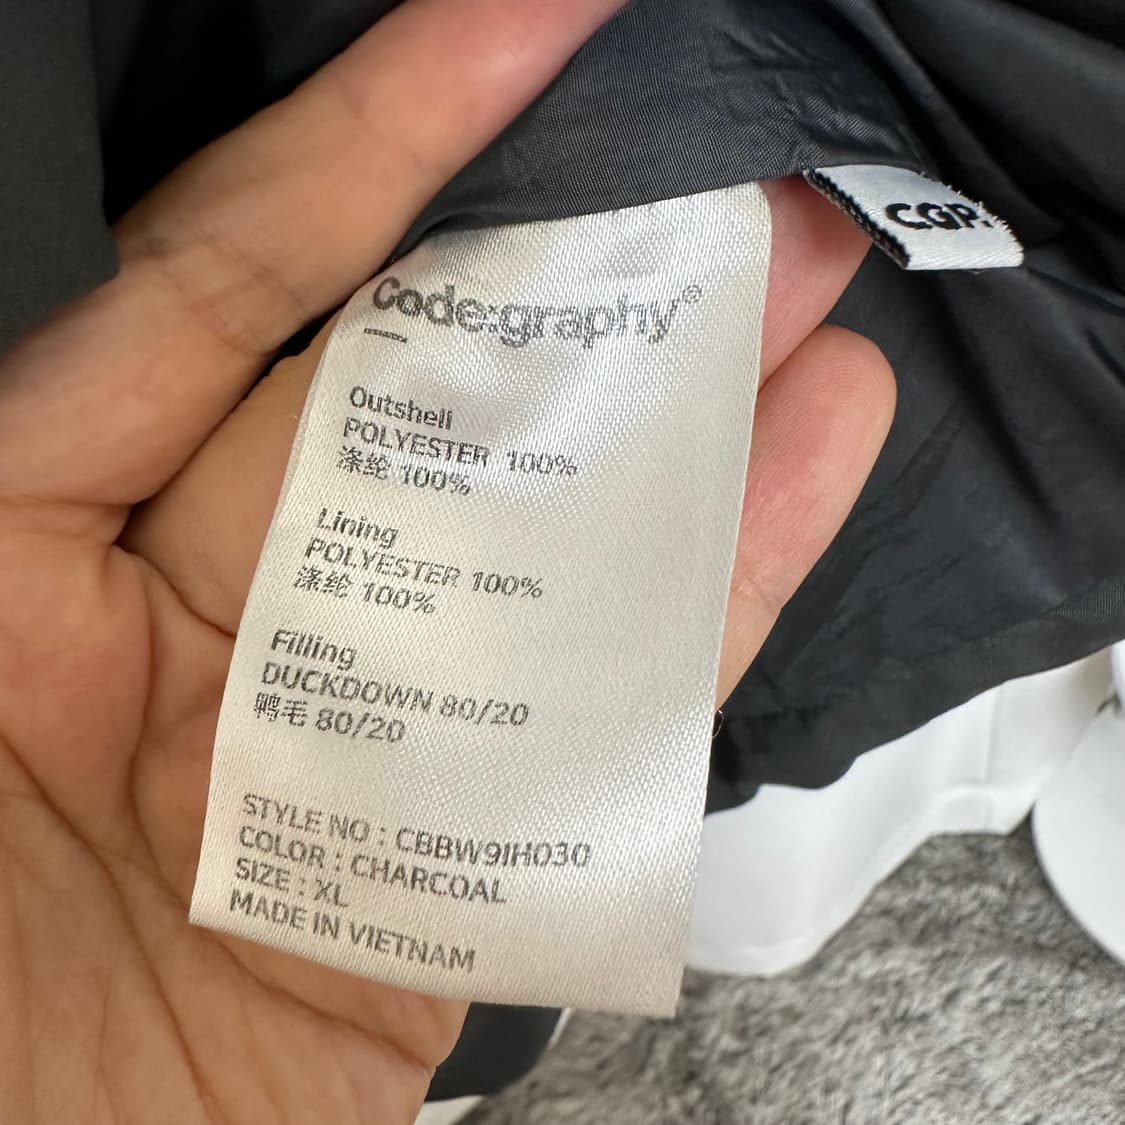 CGP.
Code:graphy®
Outshell
POLYESTER 100%
涤纶 100%
Lining
POLYESTER 100%
涤纶 100%
Filling
DUCKDOWN 80/20
鸭毛 80/20
STYLE NO : CBBW9IH030
COLOR : CHARCOAL
SIZE : XL
MADE IN VIETNAM